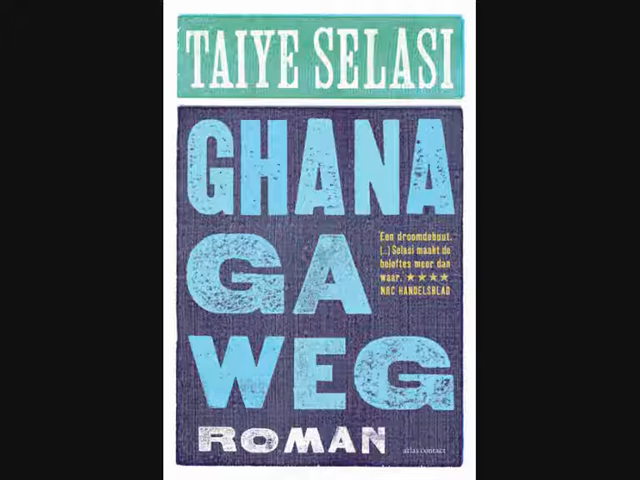 TAIYE SELASI
GHANA
GA
'Een droomdebuut.
[...] Selasi maakt de
beloftes meer dan
waar.' ★★★★
NRC HANDELSBLAD
WEG
ROMAN
atlas contact